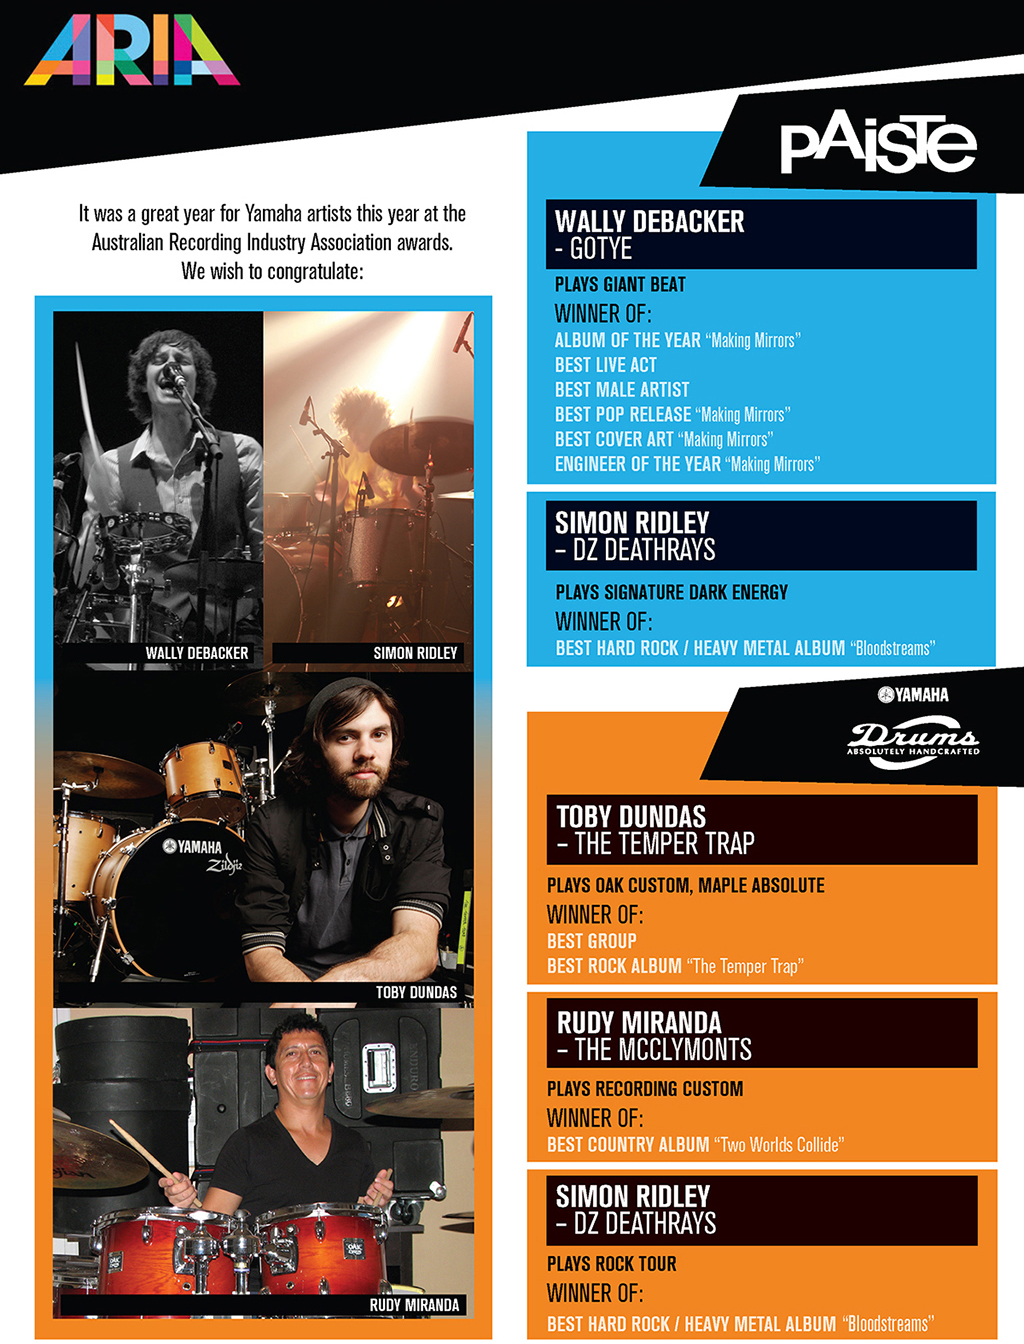 ARIA
PAiSTe
It was a great year for Yamaha artists this year at the
Australian Recording Industry Association awards.
We wish to congratulate:
WALLY DEBACKER
SIMON RIDLEY
YAMAHA
Zildjian
TOBY DUNDAS
OAK
RUDY MIRANDA
WALLY DEBACKER
- GOTYE
PLAYS GIANT BEAT
WINNER OF:
ALBUM OF THE YEAR “Making Mirrors”
BEST LIVE ACT
BEST MALE ARTIST
BEST POP RELEASE “Making Mirrors”
BEST COVER ART “Making Mirrors”
ENGINEER OF THE YEAR “Making Mirrors”
SIMON RIDLEY
– DZ DEATHRAYS
PLAYS SIGNATURE DARK ENERGY
WINNER OF:
BEST HARD ROCK / HEAVY METAL ALBUM “Bloodstreams”
YAMAHA
Drums
ABSOLUTELY HANDCRAFTED
TOBY DUNDAS
– THE TEMPER TRAP
PLAYS OAK CUSTOM, MAPLE ABSOLUTE
WINNER OF:
BEST GROUP
BEST ROCK ALBUM “The Temper Trap”
RUDY MIRANDA
– THE MCCLYMONTS
PLAYS RECORDING CUSTOM
WINNER OF:
BEST COUNTRY ALBUM “Two Worlds Collide”
SIMON RIDLEY
– DZ DEATHRAYS
PLAYS ROCK TOUR
WINNER OF:
BEST HARD ROCK / HEAVY METAL ALBUM “Bloodstreams”